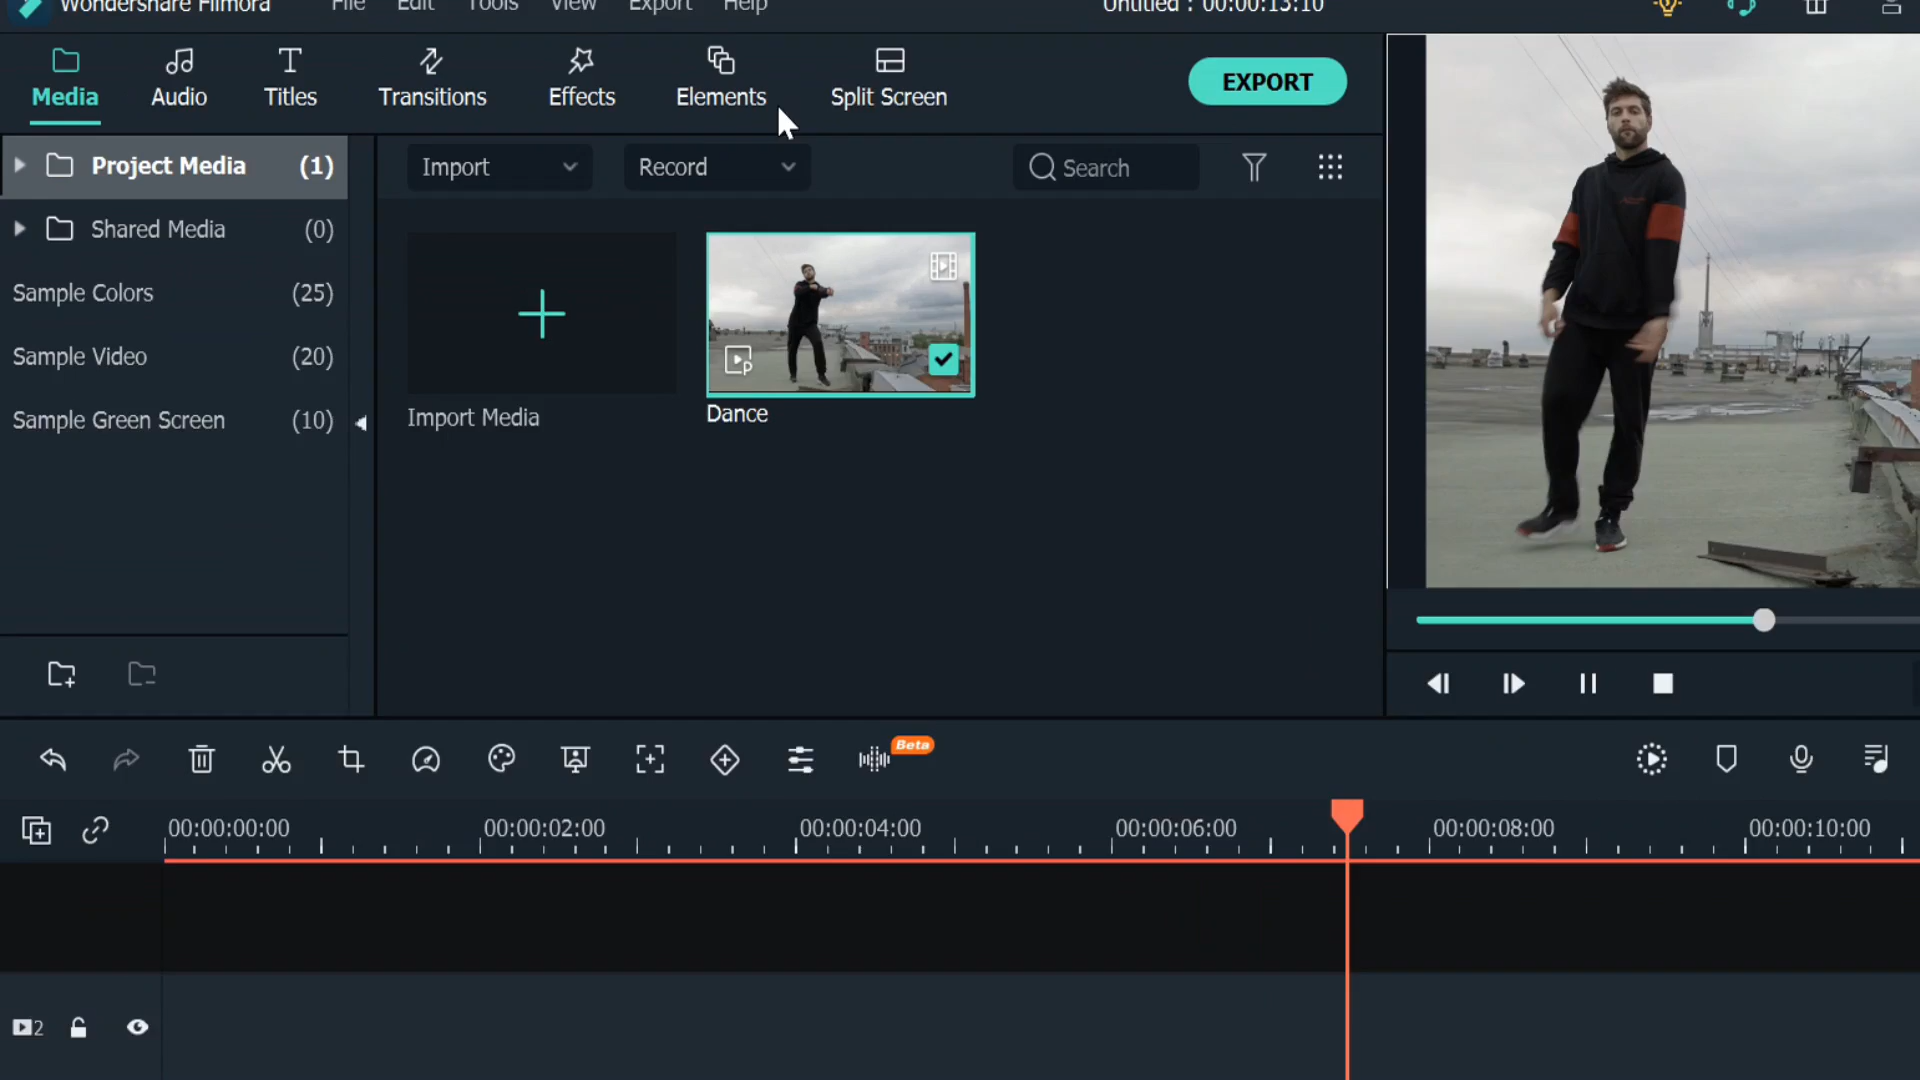 Wondershare Filmora File Edit Tools View Export Help Untitled : 00:00:13:10
Media Audio Titles Transitions Effects Elements Split Screen EXPORT
Project Media (1)
Import Record Search
Shared Media (0)
Sample Colors (25)
Sample Video (20)
Sample Green Screen (10)
Import Media
Dance
Beta
00:00:00:00 00:00:02:00 00:00:04:00 00:00:06:00 00:00:08:00 00:00:10:00
2